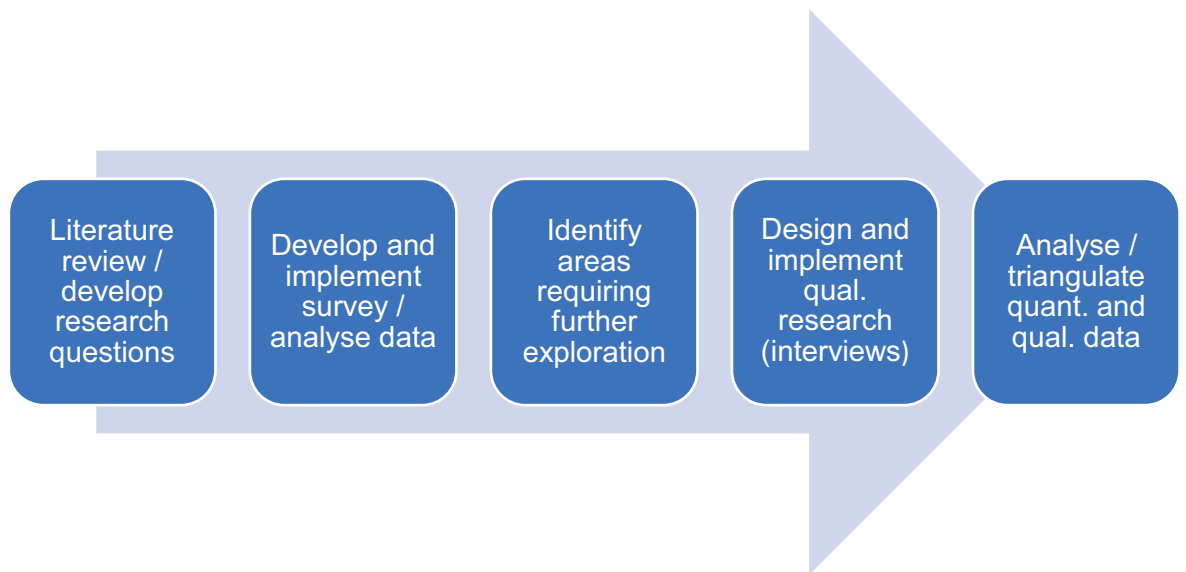 Literature
review /
develop
research
questions
Develop and
implement
survey /
analyse data
Identify
areas
requiring
further
exploration
Design and
implement
qual.
research
(interviews)
Analyse /
triangulate
quant. and
qual. data